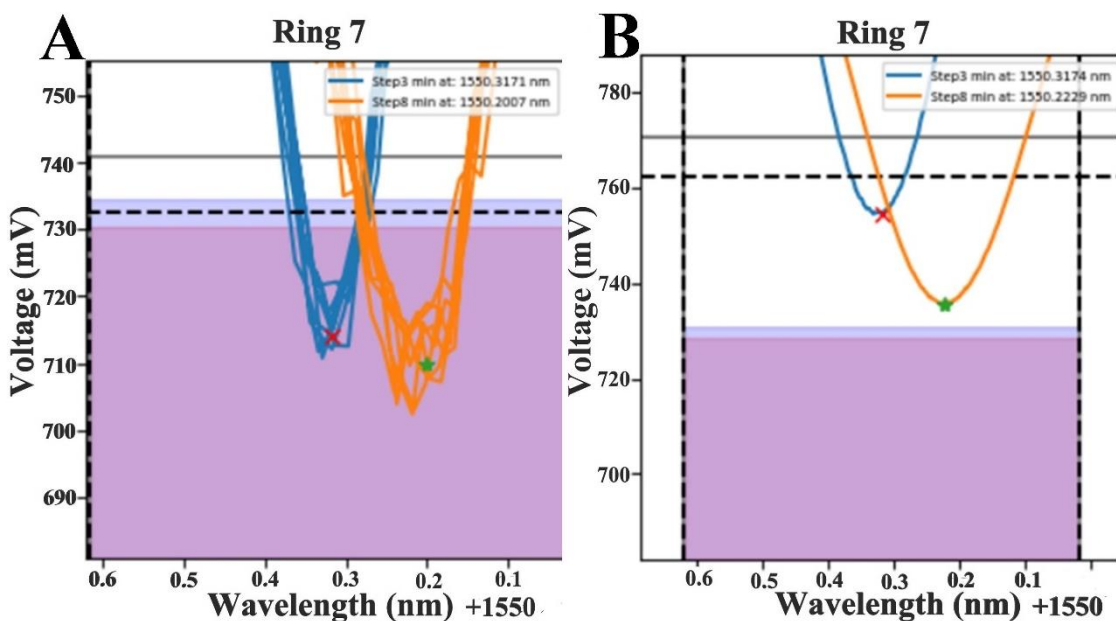 A
Ring 7
Step3 min at: 1550.3171 nm
Step8 min at: 1550.2007 nm
Voltage (mV)
750
740
730
720
710
700
690
0.6 0.5 0.4 0.3 0.2 0.1
Wavelength (nm) +1550
B
Ring 7
Step3 min at: 1550.3174 nm
Step8 min at: 1550.2229 nm
Voltage (mV)
780
760
740
720
700
0.6 0.5 0.4 0.3 0.2 0.1
Wavelength (nm) +1550